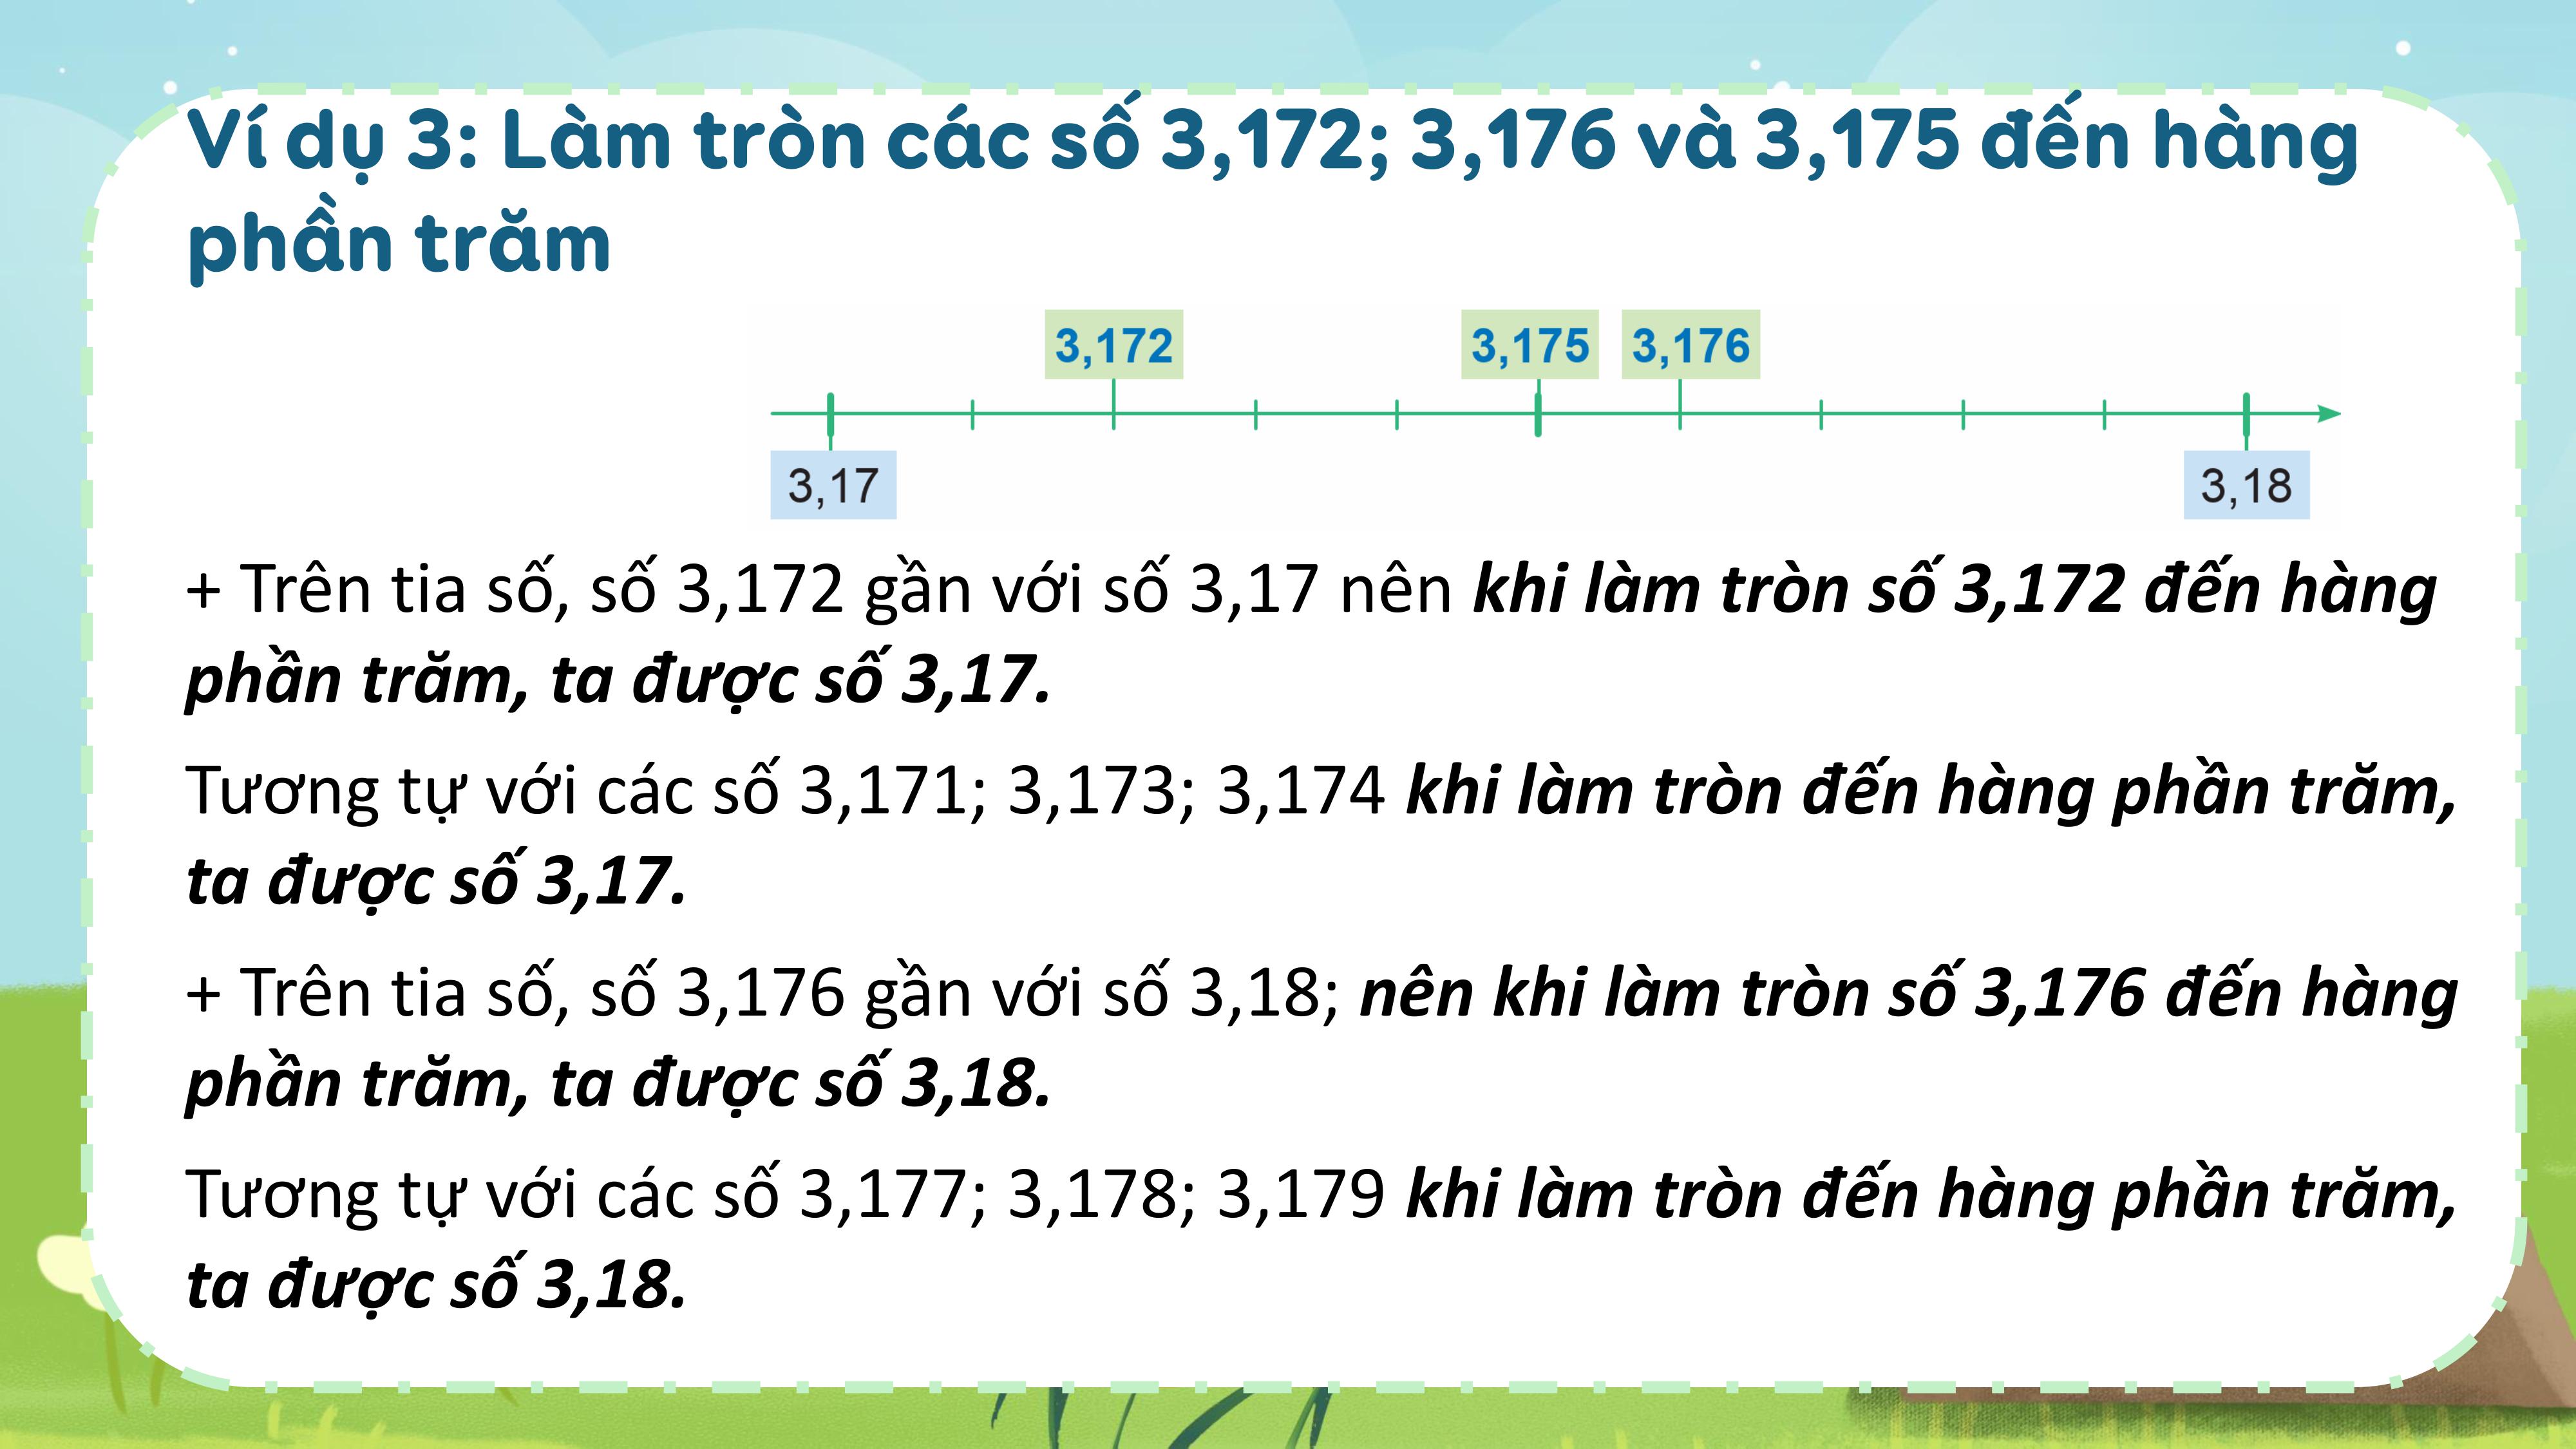 Ví dụ 3: Làm tròn các số 3,172; 3,176 và 3,175 đến hàng
phần trăm
3,172 3,175 3,176
3,17 3,18
+ Trên tia số, số 3,172 gần với số 3,17 nên khi làm tròn số 3,172 đến hàng
phần trăm, ta được số 3,17.
Tương tự với các số 3,171; 3,173; 3,174 khi làm tròn đến hàng phần trăm,
ta được số 3,17.
+ Trên tia số, số 3,176 gần với số 3,18; nên khi làm tròn số 3,176 đến hàng
phần trăm, ta được số 3,18.
Tương tự với các số 3,177; 3,178; 3,179 khi làm tròn đến hàng phần trăm,
ta được số 3,18.